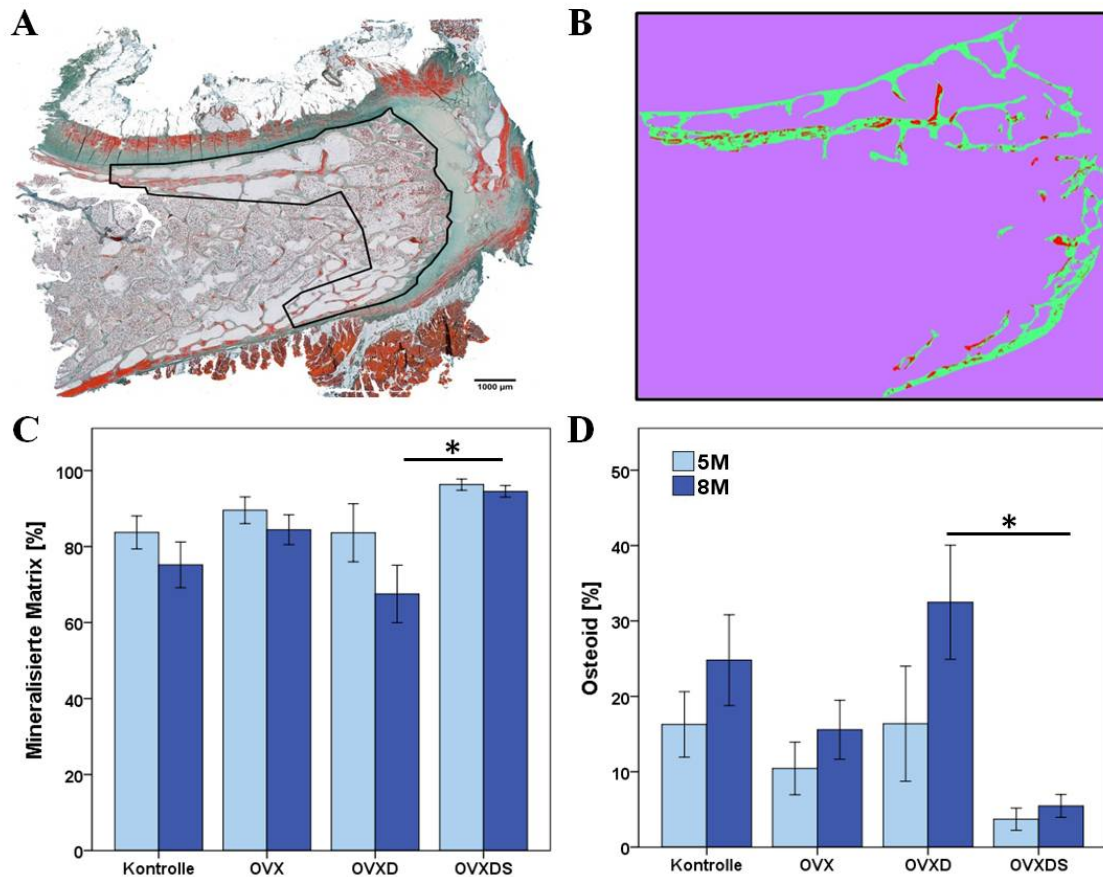 A
B
1000 µm
C
D
Mineralisierte Matrix [%]
100
80
60
40
20
0
*
Kontrolle
OVX
OVXD
OVXDS
Osteoid [%]
50
40
30
20
10
0
5M
8M
*
Kontrolle
OVX
OVXD
OVXDS